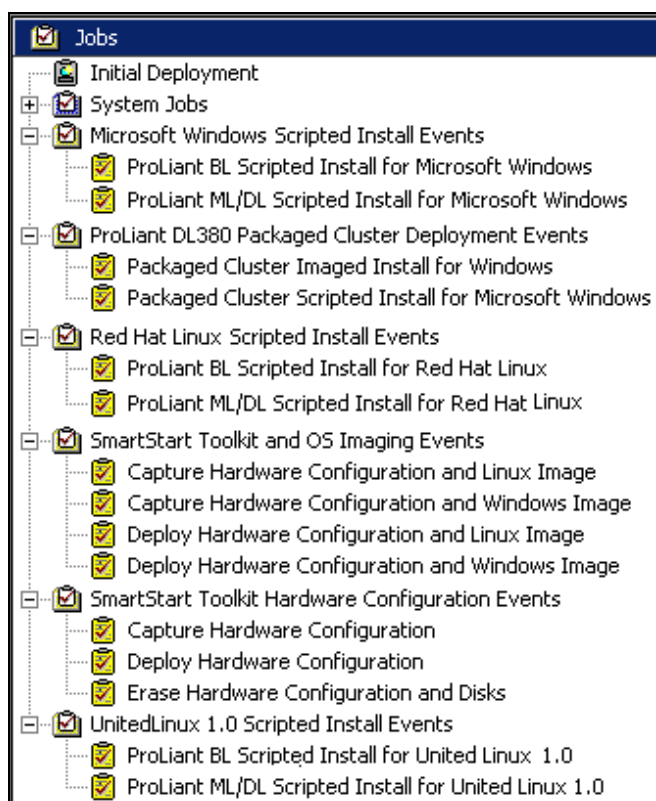 Jobs
Initial Deployment
System Jobs
Microsoft Windows Scripted Install Events
ProLiant BL Scripted Install for Microsoft Windows
ProLiant ML/DL Scripted Install for Microsoft Windows
ProLiant DL380 Packaged Cluster Deployment Events
Packaged Cluster Imaged Install for Windows
Packaged Cluster Scripted Install for Microsoft Windows
Red Hat Linux Scripted Install Events
ProLiant BL Scripted Install for Red Hat Linux
ProLiant ML/DL Scripted Install for Red Hat Linux
SmartStart Toolkit and OS Imaging Events
Capture Hardware Configuration and Linux Image
Capture Hardware Configuration and Windows Image
Deploy Hardware Configuration and Linux Image
Deploy Hardware Configuration and Windows Image
SmartStart Toolkit Hardware Configuration Events
Capture Hardware Configuration
Deploy Hardware Configuration
Erase Hardware Configuration and Disks
UnitedLinux 1.0 Scripted Install Events
ProLiant BL Scripted Install for United Linux 1.0
ProLiant ML/DL Scripted Install for United Linux 1.0